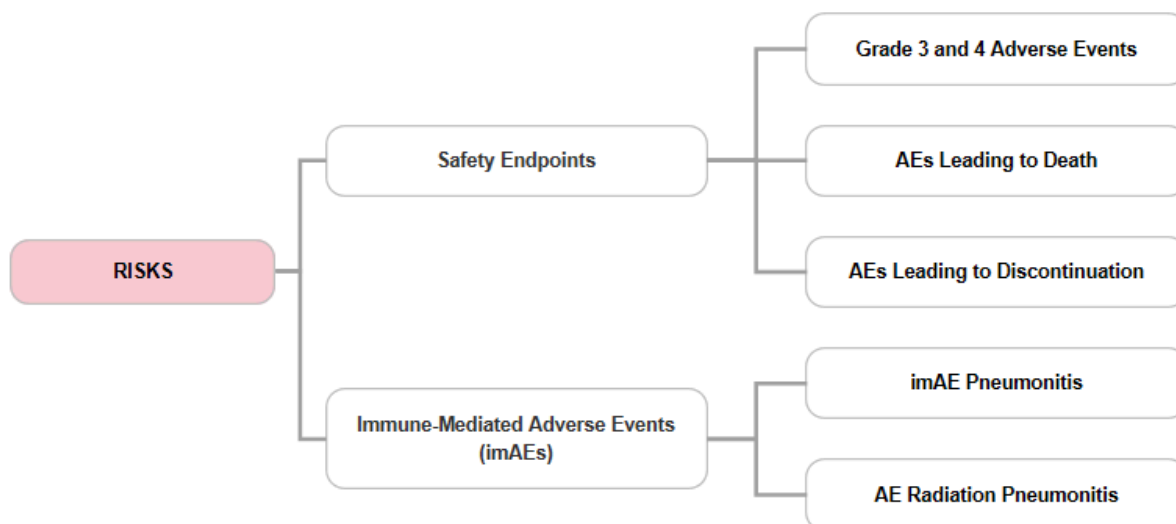 RISKS
Safety Endpoints
Grade 3 and 4 Adverse Events
AEs Leading to Death
AEs Leading to Discontinuation
Immune-Mediated Adverse Events
(imAEs)
imAE Pneumonitis
AE Radiation Pneumonitis